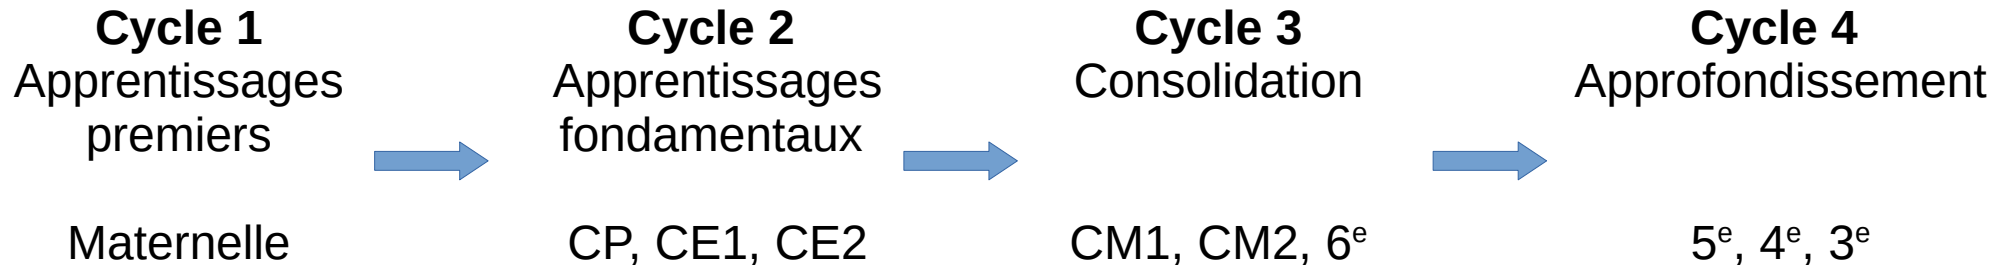 Cycle 1
Apprentissages
premiers
Maternelle
Cycle 2
Apprentissages
fondamentaux
CP, CE1, CE2
Cycle 3
Consolidation
CM1, CM2, 6e
Cycle 4
Approfondissement
5e, 4e, 3e